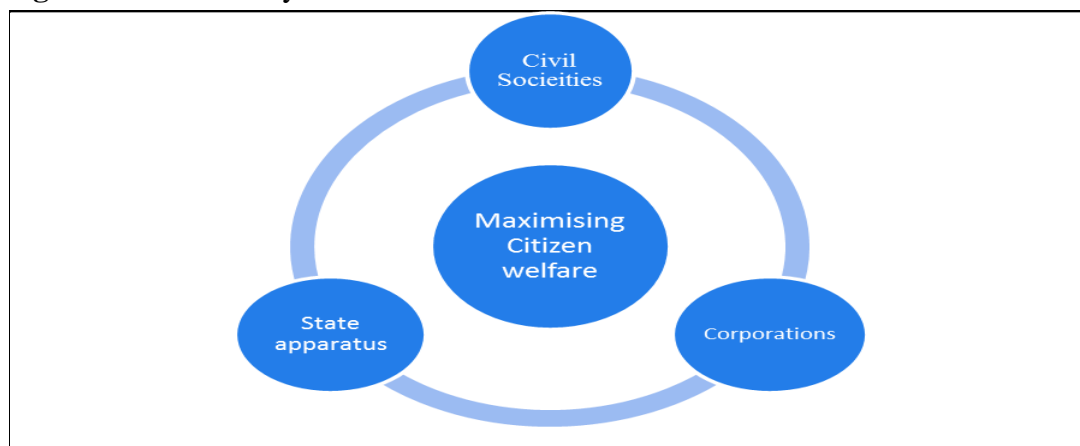 Civil
Socieities
Maximising
Citizen
welfare
State
apparatus
Corporations